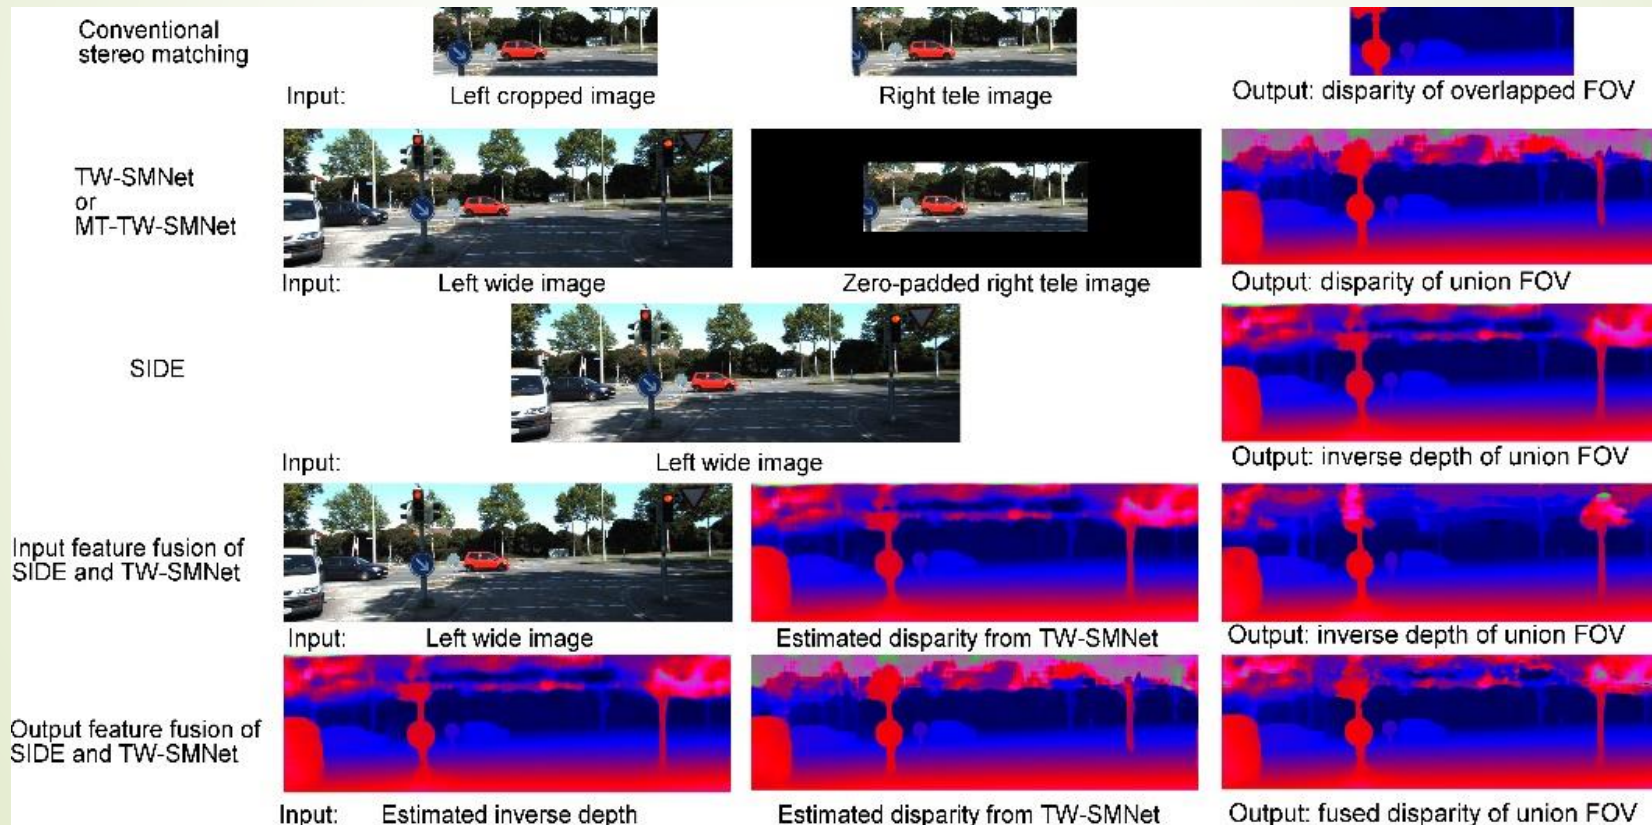 Conventional
stereo matching
Input: Left cropped image Right tele image Output: disparity of overlapped FOV
TW-SMNet
or
MT-TW-SMNet
Input: Left wide image Zero-padded right tele image Output: disparity of union FOV
SIDE
Input: Left wide image Output: inverse depth of union FOV
Input feature fusion of
SIDE and TW-SMNet
Input: Left wide image Estimated disparity from TW-SMNet Output: inverse depth of union FOV
Output feature fusion of
SIDE and TW-SMNet
Input: Estimated inverse depth Estimated disparity from TW-SMNet Output: fused disparity of union FOV